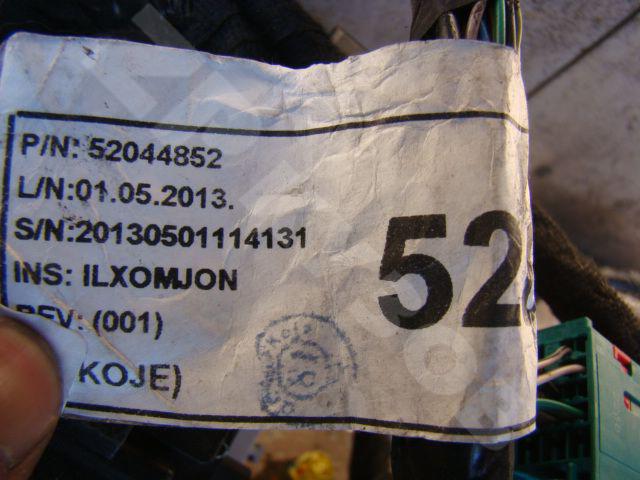 P/N: 52044852
L/N:01.05.2013.
S/N:20130501114131
INS: ILXOMJON
REV: (001)
KOJE)
52